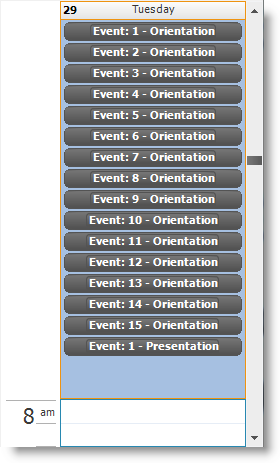 29 Tuesday
Event: 1 - Orientation
Event: 2 - Orientation
Event: 3 - Orientation
Event: 4 - Orientation
Event: 5 - Orientation
Event: 6 - Orientation
Event: 7 - Orientation
Event: 8 - Orientation
Event: 9 - Orientation
Event: 10 - Orientation
Event: 11 - Orientation
Event: 12 - Orientation
Event: 13 - Orientation
Event: 14 - Orientation
Event: 15 - Orientation
Event: 1 - Presentation
8 am